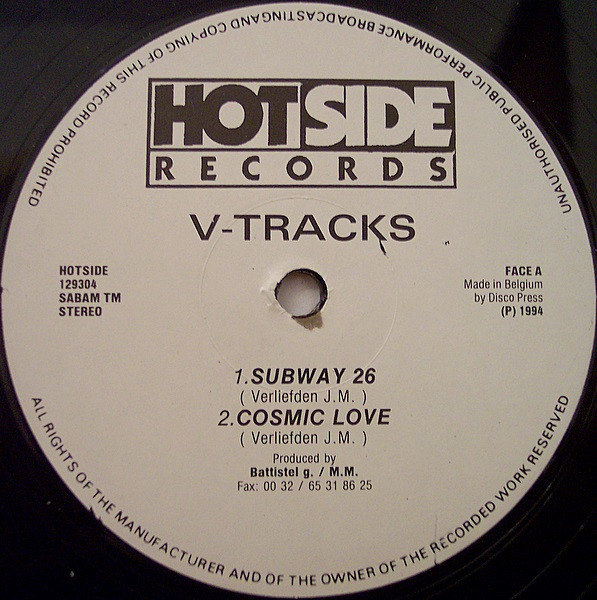 UNAUTHORISED PUBLIC PERFORMANCE BROADCASTING AND COPYING OF THIS RECORD PROHIBITED
HOTSIDE
RECORDS
V-TRACKS
HOTSIDE
129304
SABAM TM
STEREO
FACE A
Made in Belgium
by Disco Press
(P) 1994
1.SUBWAY 26
( Verliefden J.M. )
2.COSMIC LOVE
( Verliefden J.M. )
Produced by
Battistel g. / M.M.
Fax: 00 32 / 65 31 86 25
ALL RIGHTS OF THE MANUFACTURER AND OF THE OWNER OF THE RECORDED WORK RESERVED